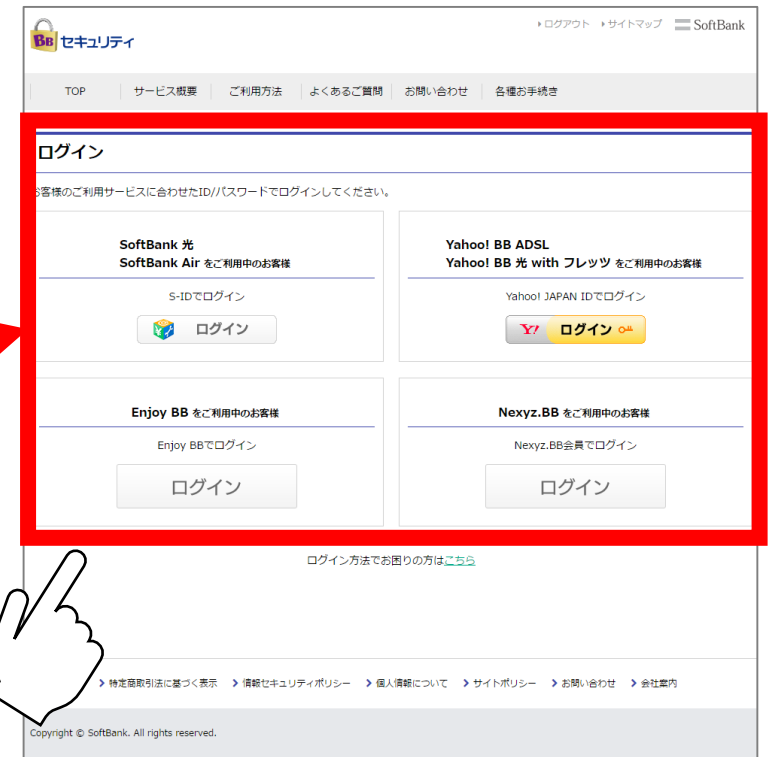 ログアウト サイトマップ SoftBank
BB セキュリティ
TOP サービス概要 ご利用方法 よくあるご質問 お問い合わせ 各種お手続き
ログイン
お客様のご利用サービスに合わせたID/パスワードでログインしてください。
SoftBank 光
SoftBank Air をご利用中のお客様
S-IDでログイン
ログイン
Yahoo! BB ADSL
Yahoo! BB 光 with フレッツ をご利用中のお客様
Yahoo! JAPAN IDでログイン
Y! ログイン
Enjoy BB をご利用中のお客様
Enjoy BBでログイン
ログイン
Nexyz.BB をご利用中のお客様
Nexyz.BB会員でログイン
ログイン
ログイン方法でお困りの方はこちら
特定商取引法に基づく表示 情報セキュリティポリシー 個人情報について サイトポリシー お問い合わせ 会社案内
Copyright © SoftBank. All rights reserved.